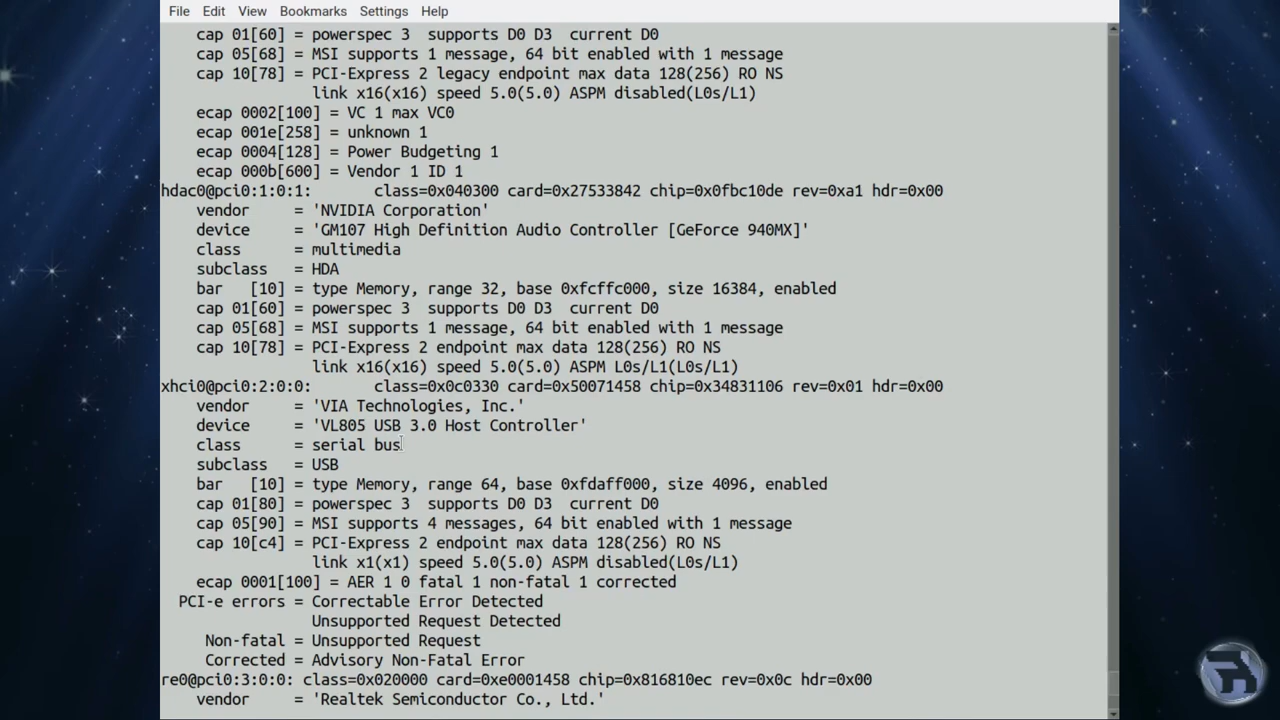 File Edit View Bookmarks Settings Help
cap 01[60] = powerspec 3  supports D0 D3  current D0
cap 05[68] = MSI supports 1 message, 64 bit enabled with 1 message
cap 10[78] = PCI-Express 2 legacy endpoint max data 128(256) RO NS
link x16(x16) speed 5.0(5.0) ASPM disabled(L0s/L1)
ecap 0002[100] = VC 1 max VC0
ecap 001e[258] = unknown 1
ecap 0004[128] = Power Budgeting 1
ecap 000b[600] = Vendor 1 ID 1
hdac0@pci0:1:0:1:       class=0x040300 card=0x27533842 chip=0x0fbc10de rev=0xa1 hdr=0x00
vendor     = 'NVIDIA Corporation'
device     = 'GM107 High Definition Audio Controller [GeForce 940MX]'
class      = multimedia
subclass   = HDA
bar   [10] = type Memory, range 32, base 0xfcffc000, size 16384, enabled
cap 01[60] = powerspec 3  supports D0 D3  current D0
cap 05[68] = MSI supports 1 message, 64 bit enabled with 1 message
cap 10[78] = PCI-Express 2 endpoint max data 128(256) RO NS
link x16(x16) speed 5.0(5.0) ASPM L0s/L1(L0s/L1)
xhci0@pci0:2:0:0:       class=0x0c0330 card=0x50071458 chip=0x34831106 rev=0x01 hdr=0x00
vendor     = 'VIA Technologies, Inc.'
device     = 'VL805 USB 3.0 Host Controller'
class      = serial bus
subclass   = USB
bar   [10] = type Memory, range 64, base 0xfdaff000, size 4096, enabled
cap 01[80] = powerspec 3  supports D0 D3  current D0
cap 05[90] = MSI supports 4 messages, 64 bit enabled with 1 message
cap 10[c4] = PCI-Express 2 endpoint max data 128(256) RO NS
link x1(x1) speed 5.0(5.0) ASPM disabled(L0s/L1)
ecap 0001[100] = AER 1 0 fatal 1 non-fatal 1 corrected
PCI-e errors = Correctable Error Detected
Unsupported Request Detected
Non-fatal = Unsupported Request
Corrected = Advisory Non-Fatal Error
re0@pci0:3:0:0: class=0x020000 card=0xe0001458 chip=0x816810ec rev=0x0c hdr=0x00
vendor     = 'Realtek Semiconductor Co., Ltd.'